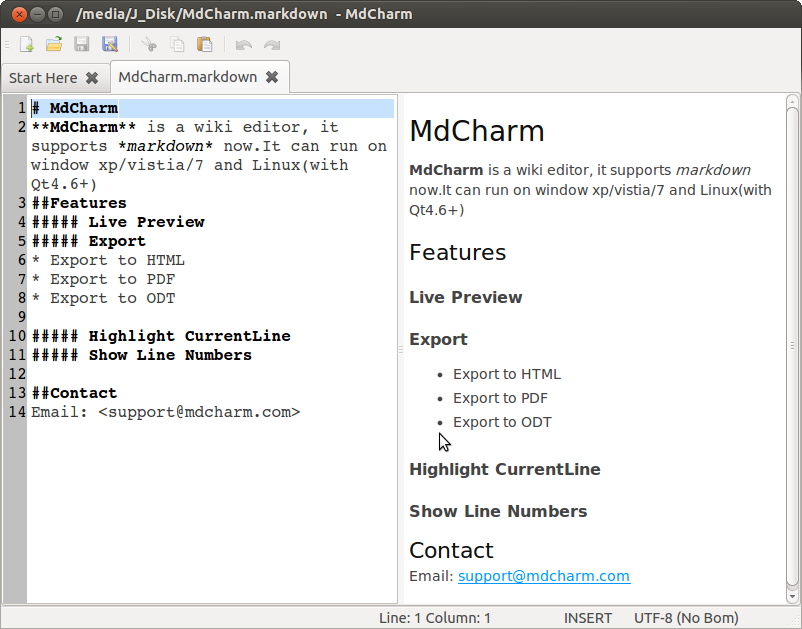 /media/J_Disk/MdCharm.markdown - MdCharm
Start Here
MdCharm.markdown
1 # MdCharm
2 **MdCharm** is a wiki editor, it
supports *markdown* now.It can run on
window xp/vistia/7 and Linux(with
Qt4.6+)
3 ##Features
4 ##### Live Preview
5 ##### Export
6 * Export to HTML
7 * Export to PDF
8 * Export to ODT
9
10 ##### Highlight CurrentLine
11 ##### Show Line Numbers
12
13 ##Contact
14 Email: <support@mdcharm.com>
MdCharm
MdCharm is a wiki editor, it supports markdown
now.It can run on window xp/vistia/7 and Linux(with
Qt4.6+)
Features
Live Preview
Export
• Export to HTML
• Export to PDF
• Export to ODT
Highlight CurrentLine
Show Line Numbers
Contact
Email: support@mdcharm.com
Line: 1 Column: 1 INSERT UTF-8 (No Bom)